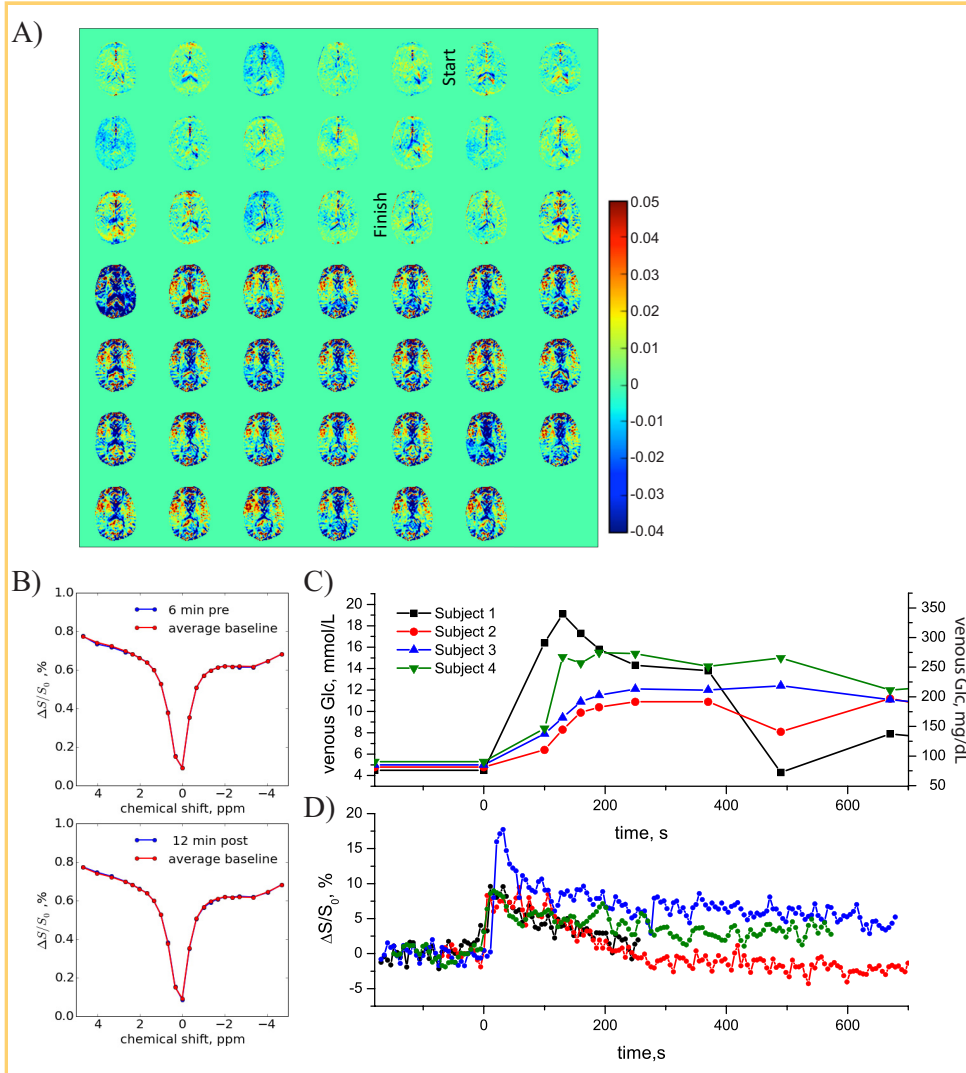 A)
Start
Finish
0.05
0.04
0.03
0.02
0.01
0
-0.01
-0.02
-0.03
-0.04
B)
1.0
0.8
0.6
0.4
0.2
0.0
ΔS/S₀ ,%
6 min pre
average baseline
4 2 0 −2 −4
chemical shift, ppm
1.0
0.8
0.6
0.4
0.2
0.0
ΔS/S₀ ,%
12 min post
average baseline
4 2 0 −2 −4
chemical shift, ppm
C)
venous Glc, mmol/L
20
18
16
14
12
10
8
6
4
Subject 1
Subject 2
Subject 3
Subject 4
350
300
250
200
150
100
50
venous Glc, mg/dL
0 200 400 600
time, s
D)
ΔS/S₀, %
20
15
10
5
0
-5
0 200 400 600
time,s